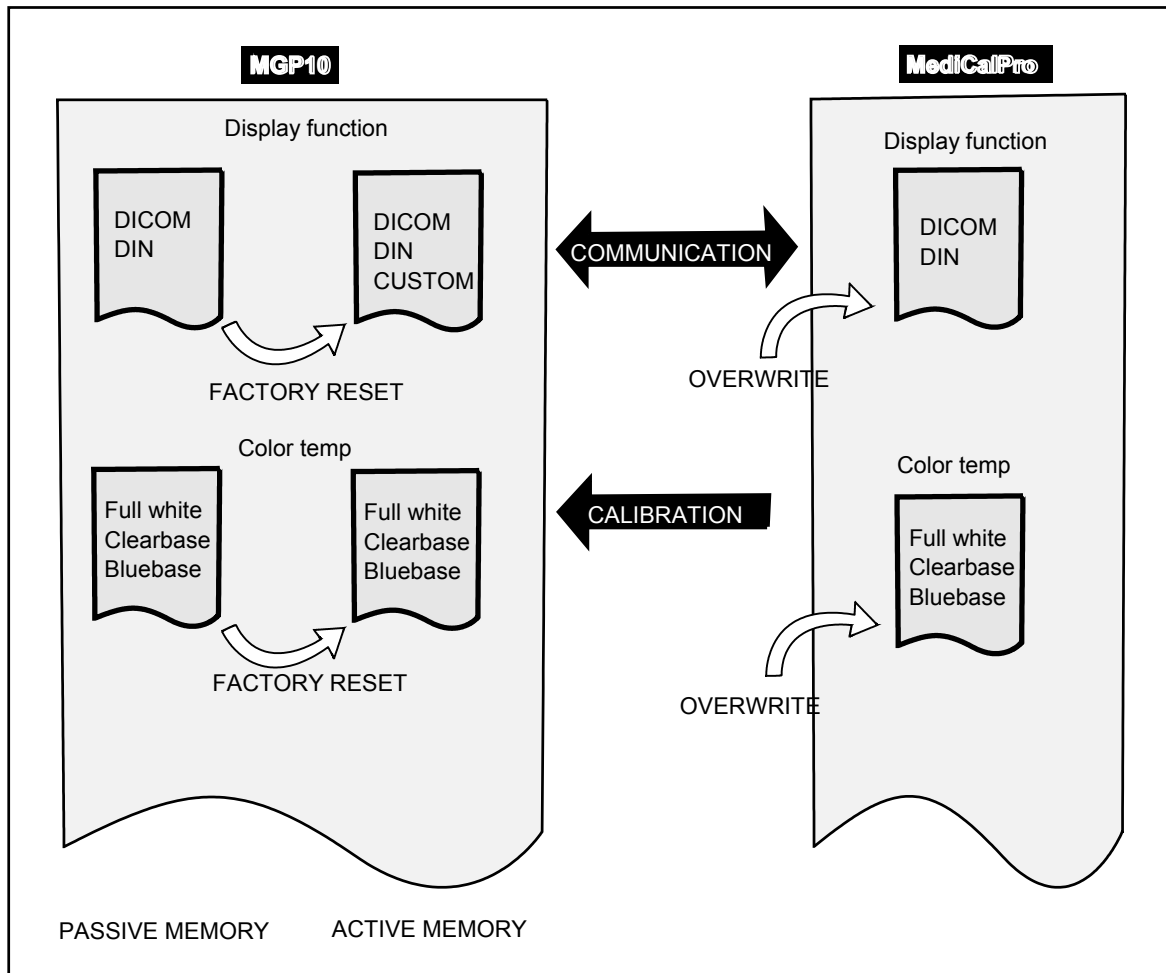 MGP10
MediCalPro
Display function
DICOM
DIN
DICOM
DIN
CUSTOM
FACTORY RESET
Color temp
Full white
Clearbase
Bluebase
Full white
Clearbase
Bluebase
FACTORY RESET
COMMUNICATION
CALIBRATION
Display function
DICOM
DIN
OVERWRITE
Color temp
Full white
Clearbase
Bluebase
OVERWRITE
PASSIVE MEMORY
ACTIVE MEMORY